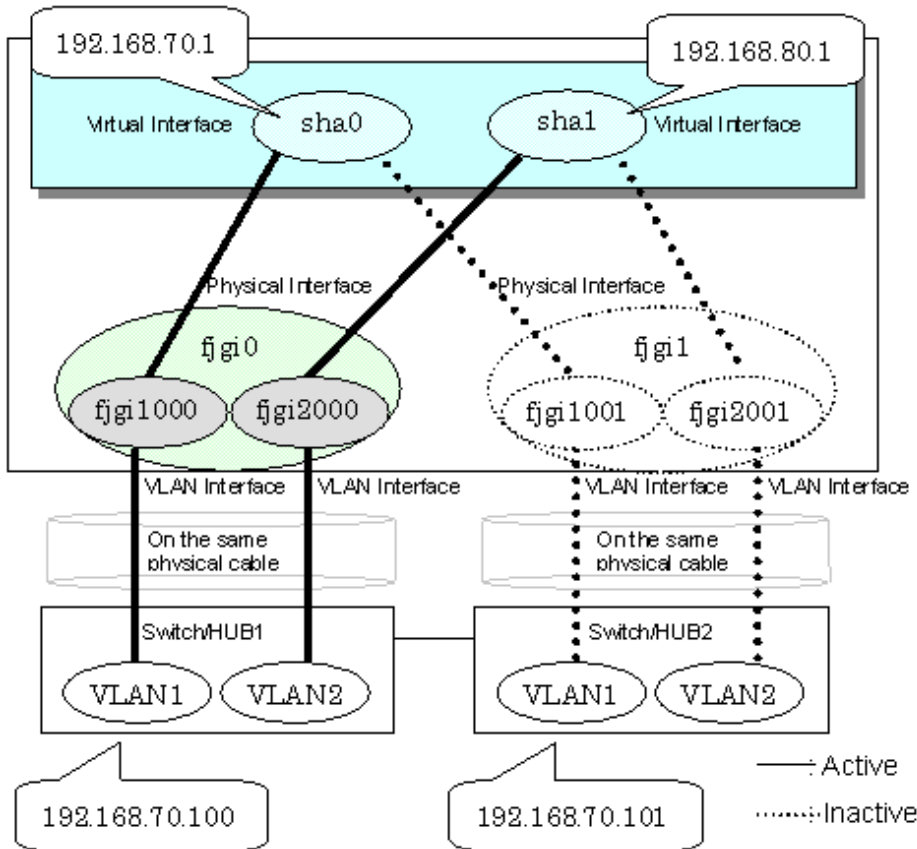 192.168.70.1
192.168.80.1
Virtual Interface
sha0
sha1
Virtual Interface
Physical Interface
Physical Interface
fjgi0
fjgi1
fjgi1000
fjgi2000
fjgi1001
fjgi2001
VLAN Interface
VLAN Interface
VLAN Interface
VLAN Interface
On the same
physical cable
On the same
physical cable
Switch/HUB1
Switch/HUB2
VLAN1
VLAN2
VLAN1
VLAN2
192.168.70.100
192.168.70.101
Active
Inactive